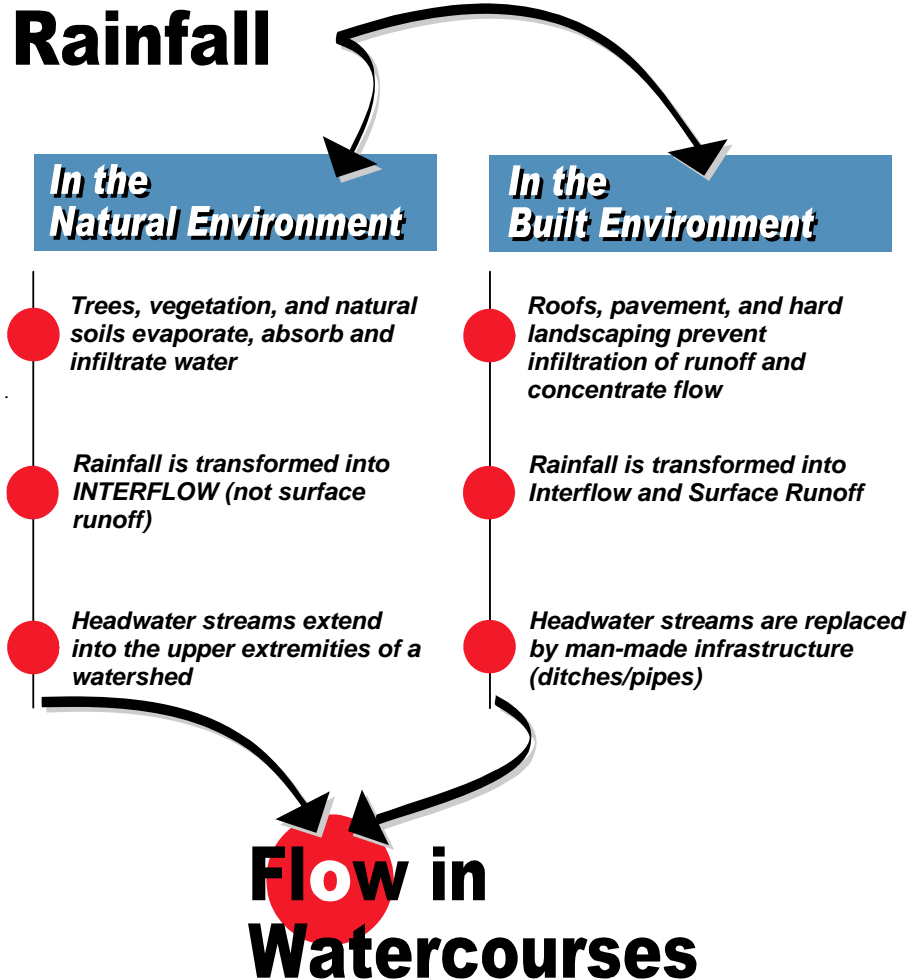 Rainfall
In the
Natural Environment
Trees, vegetation, and natural
soils evaporate, absorb and
infiltrate water
Rainfall is transformed into
INTERFLOW (not surface
runoff)
Headwater streams extend
into the upper extremities of a
watershed
In the
Built Environment
Roofs, pavement, and hard
landscaping prevent
infiltration of runoff and
concentrate flow
Rainfall is transformed into
Interflow and Surface Runoff
Headwater streams are replaced
by man-made infrastructure
(ditches/pipes)
Flow in
Watercourses